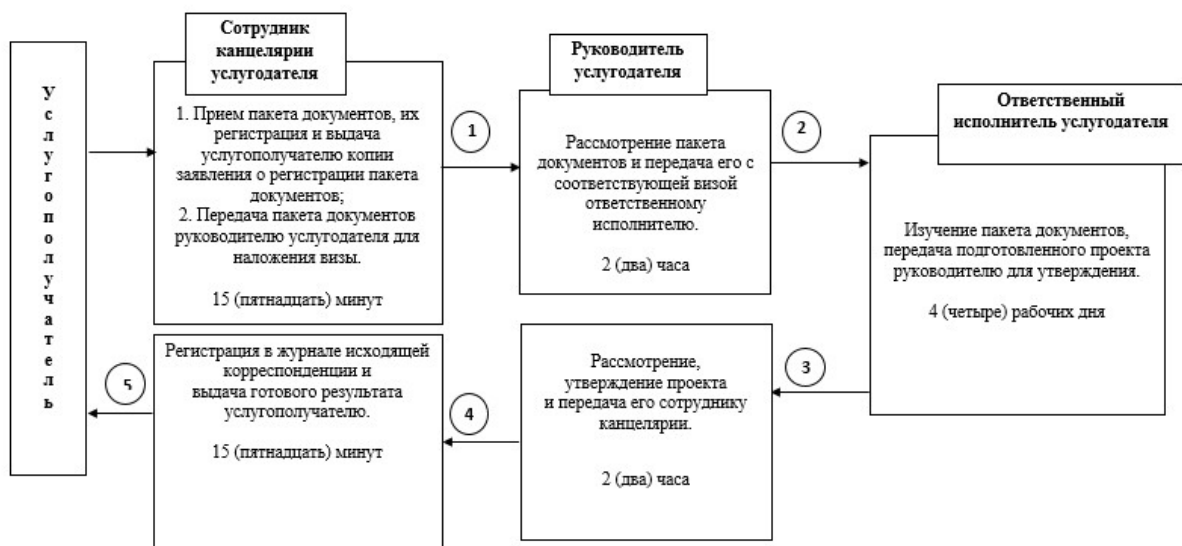 Услугополучатель
Сотрудник
канцелярии
услугодателя
1. Прием пакета документов, их
регистрация и выдача
услугополучателю копии
заявления о регистрации пакета
документов;
2. Передача пакета документов
руководителю услугодателя для
наложения визы.
15 (пятнадцать) минут
1
Руководитель
услугодателя
Рассмотрение пакета
документов и передача его с
соответствующей визой
ответственному
исполнителю.
2 (два) часа
2
Ответственный
исполнитель услугодателя
Изучение пакета документов,
передача подготовленного проекта
руководителю для утверждения.
4 (четыре) рабочих дня
3
Рассмотрение,
утверждение проекта
и передача его сотруднику
канцелярии.
2 (два) часа
4
Регистрация в журнале исходящей
корреспонденции и
выдача готового результата
услугополучателю.
15 (пятнадцать) минут
5